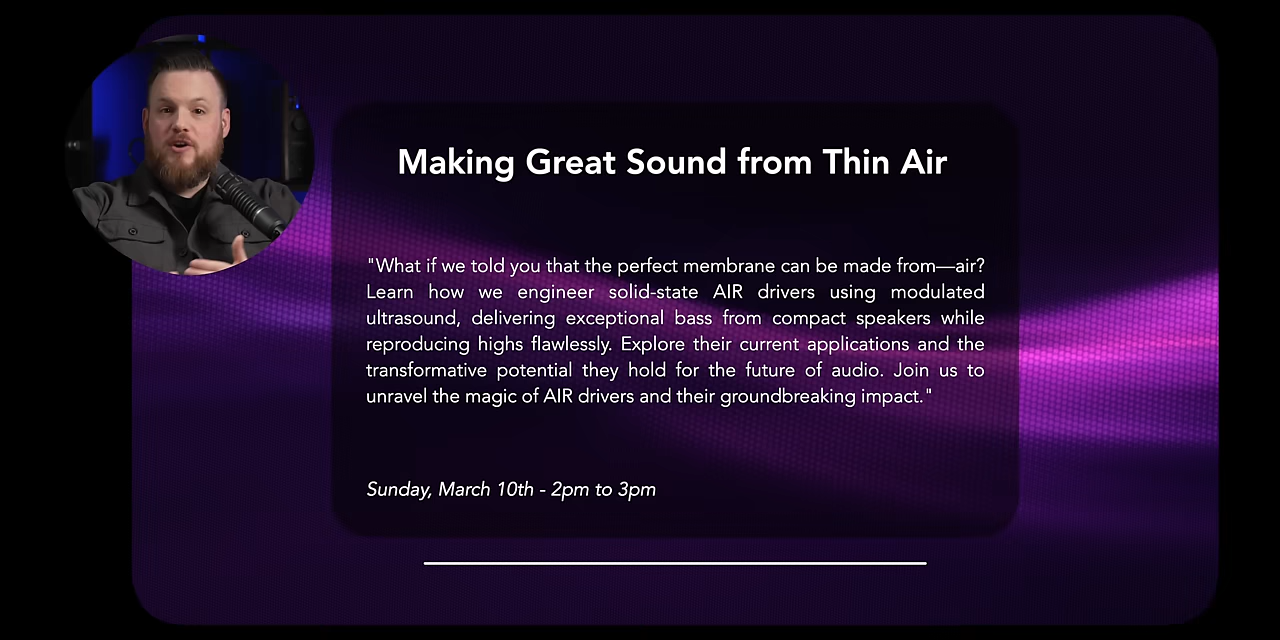 Making Great Sound from Thin Air
"What if we told you that the perfect membrane can be made from—air?
Learn how we engineer solid-state AIR drivers using modulated
ultrasound, delivering exceptional bass from compact speakers while
reproducing highs flawlessly. Explore their current applications and the
transformative potential they hold for the future of audio. Join us to
unravel the magic of AIR drivers and their groundbreaking impact."
Sunday, March 10th - 2pm to 3pm